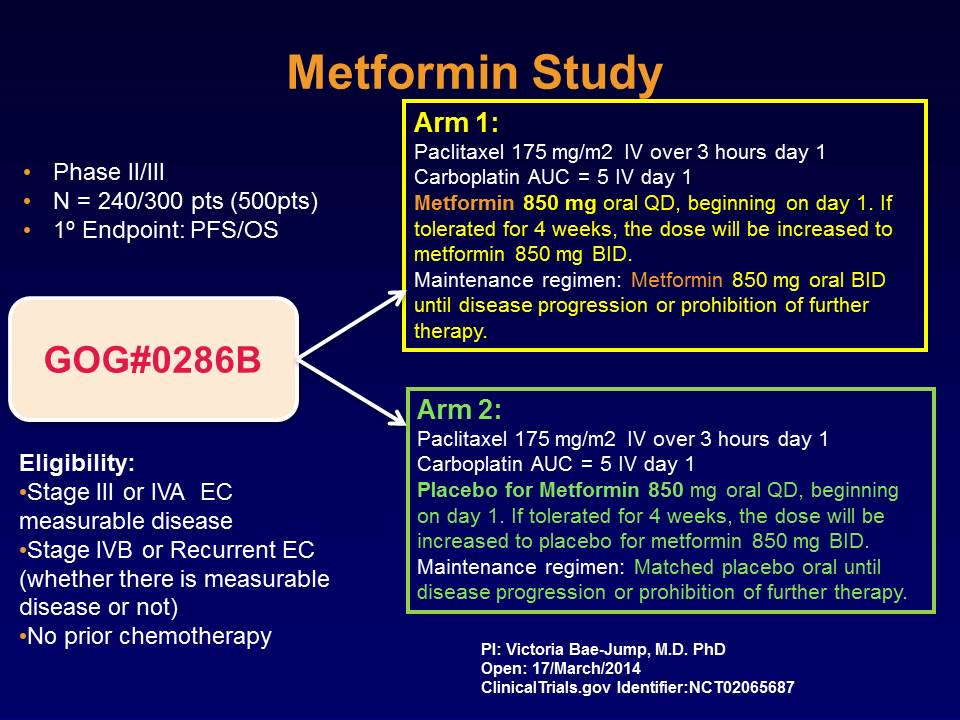 Metformin Study
• Phase II/III
• N = 240/300 pts (500pts)
• 1º Endpoint: PFS/OS
GOG#0286B
Eligibility:
•Stage III or IVA EC
measurable disease
•Stage IVB or Recurrent EC
(whether there is measurable
disease or not)
•No prior chemotherapy
Arm 1:
Paclitaxel 175 mg/m2 IV over 3 hours day 1
Carboplatin AUC = 5 IV day 1
Metformin 850 mg oral QD, beginning on day 1. If
tolerated for 4 weeks, the dose will be increased to
metformin 850 mg BID.
Maintenance regimen: Metformin 850 mg oral BID
until disease progression or prohibition of further
therapy.
Arm 2:
Paclitaxel 175 mg/m2 IV over 3 hours day 1
Carboplatin AUC = 5 IV day 1
Placebo for Metformin 850 mg oral QD, beginning
on day 1. If tolerated for 4 weeks, the dose will be
increased to placebo for metformin 850 mg BID.
Maintenance regimen: Matched placebo oral until
disease progression or prohibition of further therapy.
PI: Victoria Bae-Jump, M.D. PhD
Open: 17/March/2014
ClinicalTrials.gov Identifier:NCT02065687